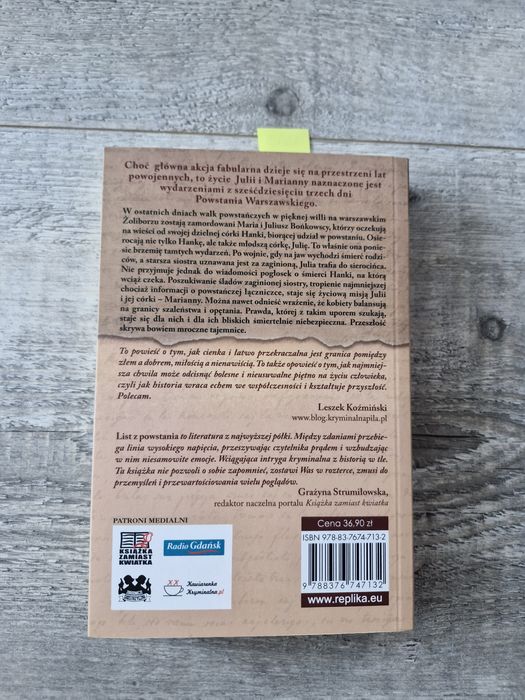 Choć główna akcja fabularna dzieje się na przestrzeni lat
powojennych, to życie Julii i Marianny naznaczone jest
wydarzeniami z sześćdziesięciu trzech dni
Powstania Warszawskiego.
W ostatnich dniach walk powstańczych w pięknej willi na warszawskim
Żoliborzu zostają zamordowani Maria i Juliusz Bońkowscy, którzy oczekują
na wieści od swojej dzielnej córki Hanki, biorącej udział w powstaniu. Osie-
rocają nie tylko Hankę, ale także młodszą córkę, Julię. To właśnie ona ponie-
sie brzemię tamtych wydarzeń. Po wojnie, gdy na jaw wychodzi śmierć rodzi-
ców, a starsza siostra uznawana jest za zaginioną, Julia trafia do sierocińca.
Nie przyjmuje jednak do wiadomości pogłosek o śmierci Hanki, na którą
wciąż czeka. Poszukiwanie śladów zaginionej siostry, tropienie najmniejszej
chociaż informacji o powstańczej łączniczce, staje się życiową misją Julii
i jej córki – Marianny. Można nawet odnieść wrażenie, że kobiety balansują
na granicy szaleństwa i opętania. Prawda, której z takim uporem szukają,
staje się dla nich i dla ich bliskich śmiertelnie niebezpieczna. Przeszłość
skrywa bowiem mroczne tajemnice.
To powieść o tym, jak cienka i łatwo przekraczalna jest granica pomiędzy
złem a dobrem, miłością a nienawiścią. To także opowieść o tym, jak najmniej-
sza chwila może odcisnąć bolesne i nieusuwalne piętno na życiu człowieka,
czyli jak historia wraca echem we współczesności i kształtuje przyszłość.
Polecam.
Leszek Koźmiński
www.blog.kryminalnapila.pl
List z powstania to literatura z najwyższej półki. Między zdaniami przebie-
ga linia wysokiego napięcia, przeszywając czytelnika prądem i wzbudzając
w nim niesamowite emocje. Wciągająca intryga kryminalna z historią w tle.
Ta książka nie pozwoli o sobie zapomnieć, zostawi Was w rozterce, zmusi do
przemyśleń i przewartościowania wielu poglądów.
Grażyna Strumiłowska,
redaktor naczelna portalu Książka zamiast kwiatka
PATRONI MEDIALNI
KSIĄŻKA
ZAMIAST
KWIATKA
Radio Gdańsk
Kawiarenka
Kryminalna.pl
Cena 36,90 zł
ISBN 978-83-7674-713-2
9 788376 747132
www.replika.eu